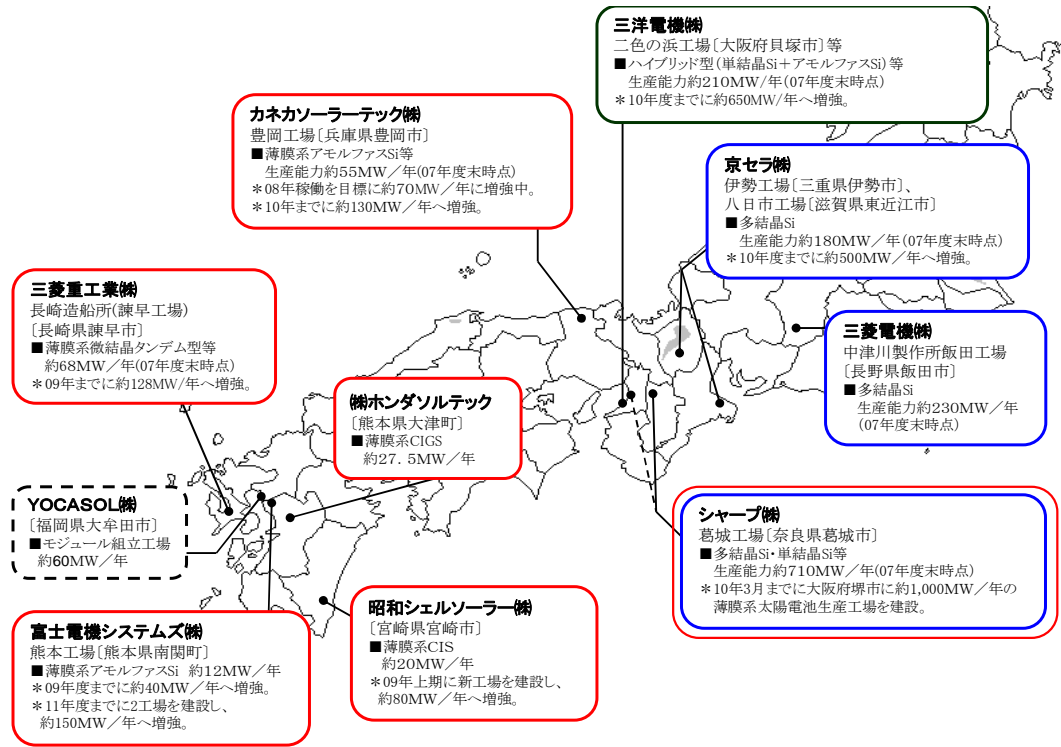 三洋電機㈱
二色の浜工場〔大阪府貝塚市〕等
■ハイブリッド型(単結晶Si＋アモルファスSi)等
生産能力約210MW/年(07年度末時点)
＊10年度までに約650MW/年へ増強。
カネカソーラーテック㈱
豊岡工場〔兵庫県豊岡市〕
■薄膜系アモルファスSi等
生産能力約55MW／年(07年度末時点)
＊08年稼働を目標に約70MW／年に増強中。
＊10年までに約130MW／年へ増強。
京セラ㈱
伊勢工場〔三重県伊勢市〕、
八日市工場〔滋賀県東近江市〕
■多結晶Si
生産能力約180MW／年(07年度末時点)
＊10年度までに約500MW／年へ増強。
三菱重工業㈱
長崎造船所(諫早工場)
〔長崎県諫早市〕
■薄膜系微結晶タンデム型等
約68MW／年(07年度末時点)
＊09年までに約128MW/年へ増強。
三菱電機㈱
中津川製作所飯田工場
〔長野県飯田市〕
■多結晶Si
生産能力約230MW／年
(07年度末時点)
㈱ホンダソルテック
〔熊本県大津町〕
■薄膜系CIGS
約27．5MW／年
YOCASOL㈱
〔福岡県大牟田市〕
■モジュール組立工場
約60MW／年
シャープ㈱
葛城工場〔奈良県葛城市〕
■多結晶Si・単結晶Si等
生産能力約710MW／年(07年度末時点)
＊10年3月までに大阪府堺市に約1,000MW／年の
薄膜系太陽電池生産工場を建設。
富士電機システムズ㈱
熊本工場〔熊本県南関町〕
■薄膜系アモルファスSi 約12MW／年
＊09年度までに約40MW／年へ増強。
＊11年度までに2工場を建設し、
約150MW／年へ増強。
昭和シェルソーラー㈱
〔宮崎県宮崎市〕
■薄膜系CIS
約20MW／年
＊09年上期に新工場を建設し、
約80MW／年へ増強。